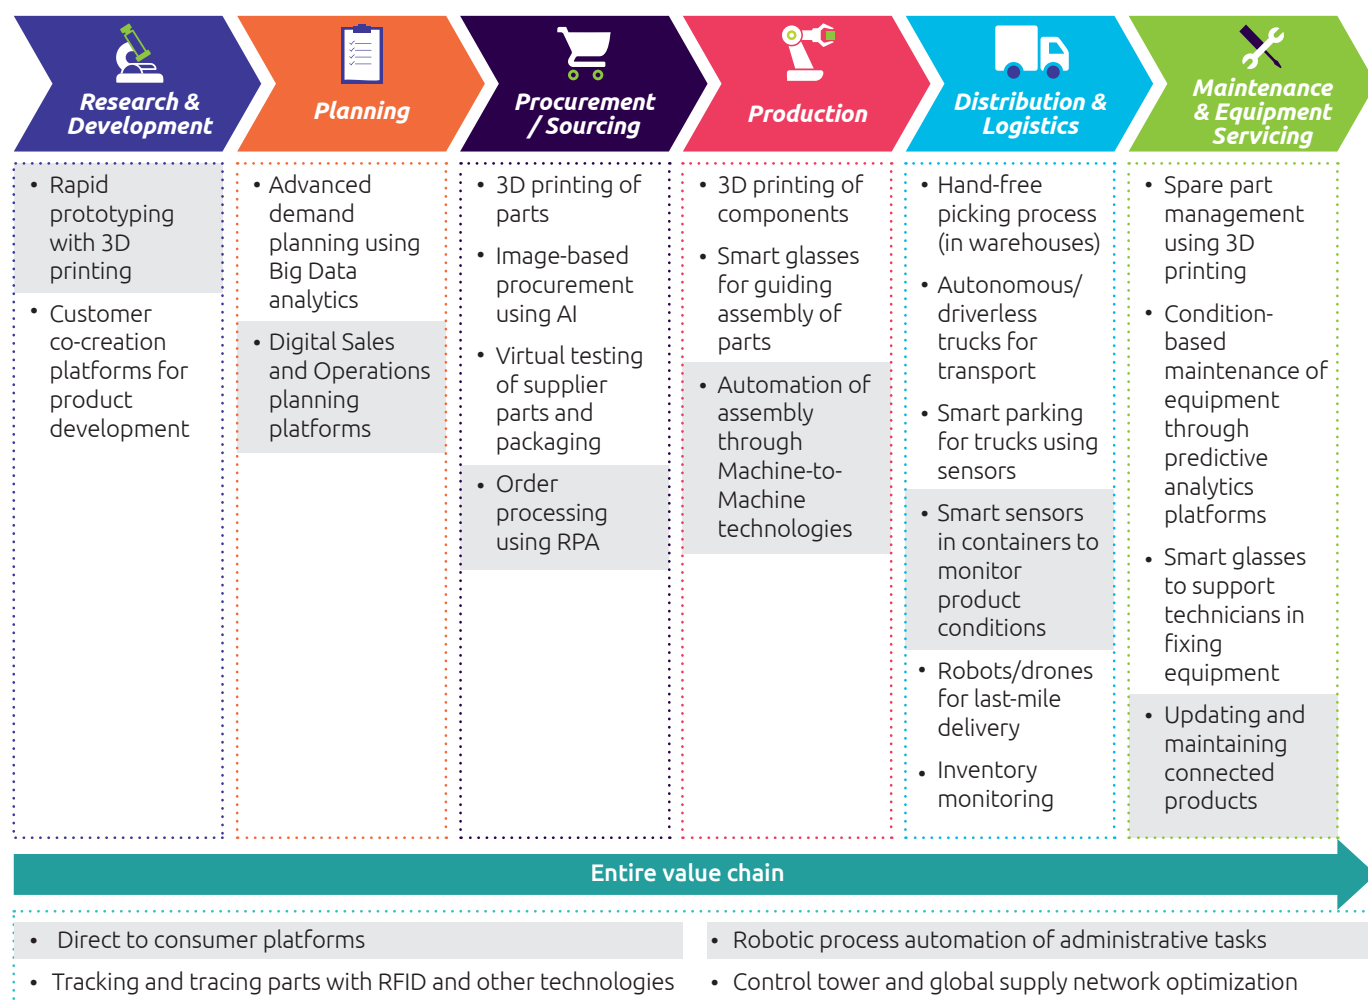 Research &
Development
Planning
Procurement
/ Sourcing
Production
Distribution &
Logistics
Maintenance
& Equipment
Servicing
• Rapid
prototyping
with 3D
printing
• Customer
co-creation
platforms for
product
development
• Advanced
demand
planning using
Big Data
analytics
• Digital Sales
and Operations
planning
platforms
• 3D printing of
parts
• Image-based
procurement
using AI
• Virtual testing
of supplier
parts and
packaging
• Order
processing
using RPA
• 3D printing of
components
• Smart glasses
for guiding
assembly of
parts
• Automation of
assembly
through
Machine-to-
Machine
technologies
• Hand-free
picking process
(in warehouses)
• Autonomous/
driverless
trucks for
transport
• Smart parking
for trucks using
sensors
• Smart sensors
in containers to
monitor
product
conditions
• Robots/drones
for last-mile
delivery
• Inventory
monitoring
• Spare part
management
using 3D
printing
• Condition-
based
maintenance of
equipment
through
predictive
analytics
platforms
• Smart glasses
to support
technicians in
fixing
equipment
• Updating and
maintaining
connected
products
Entire value chain
• Direct to consumer platforms
• Tracking and tracing parts with RFID and other technologies
• Robotic process automation of administrative tasks
• Control tower and global supply network optimization